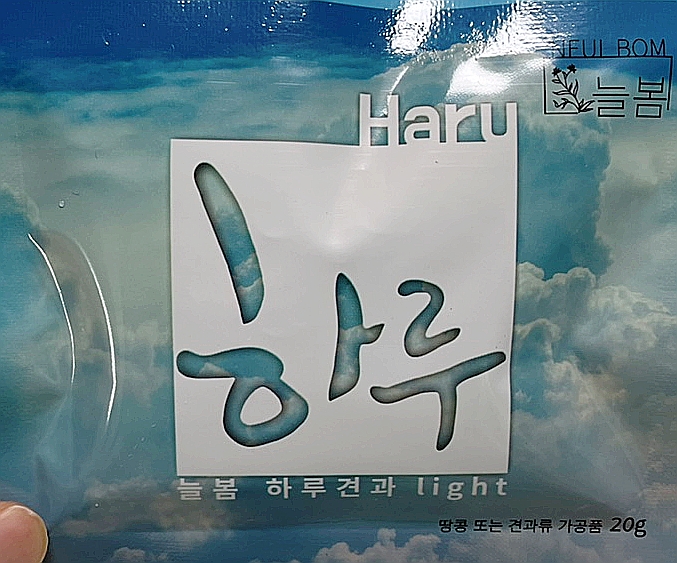 NFUL BOM
늘봄
Haru
하루
늘봄 하루견과 light
땅콩 또는 견과류 가공품 20g